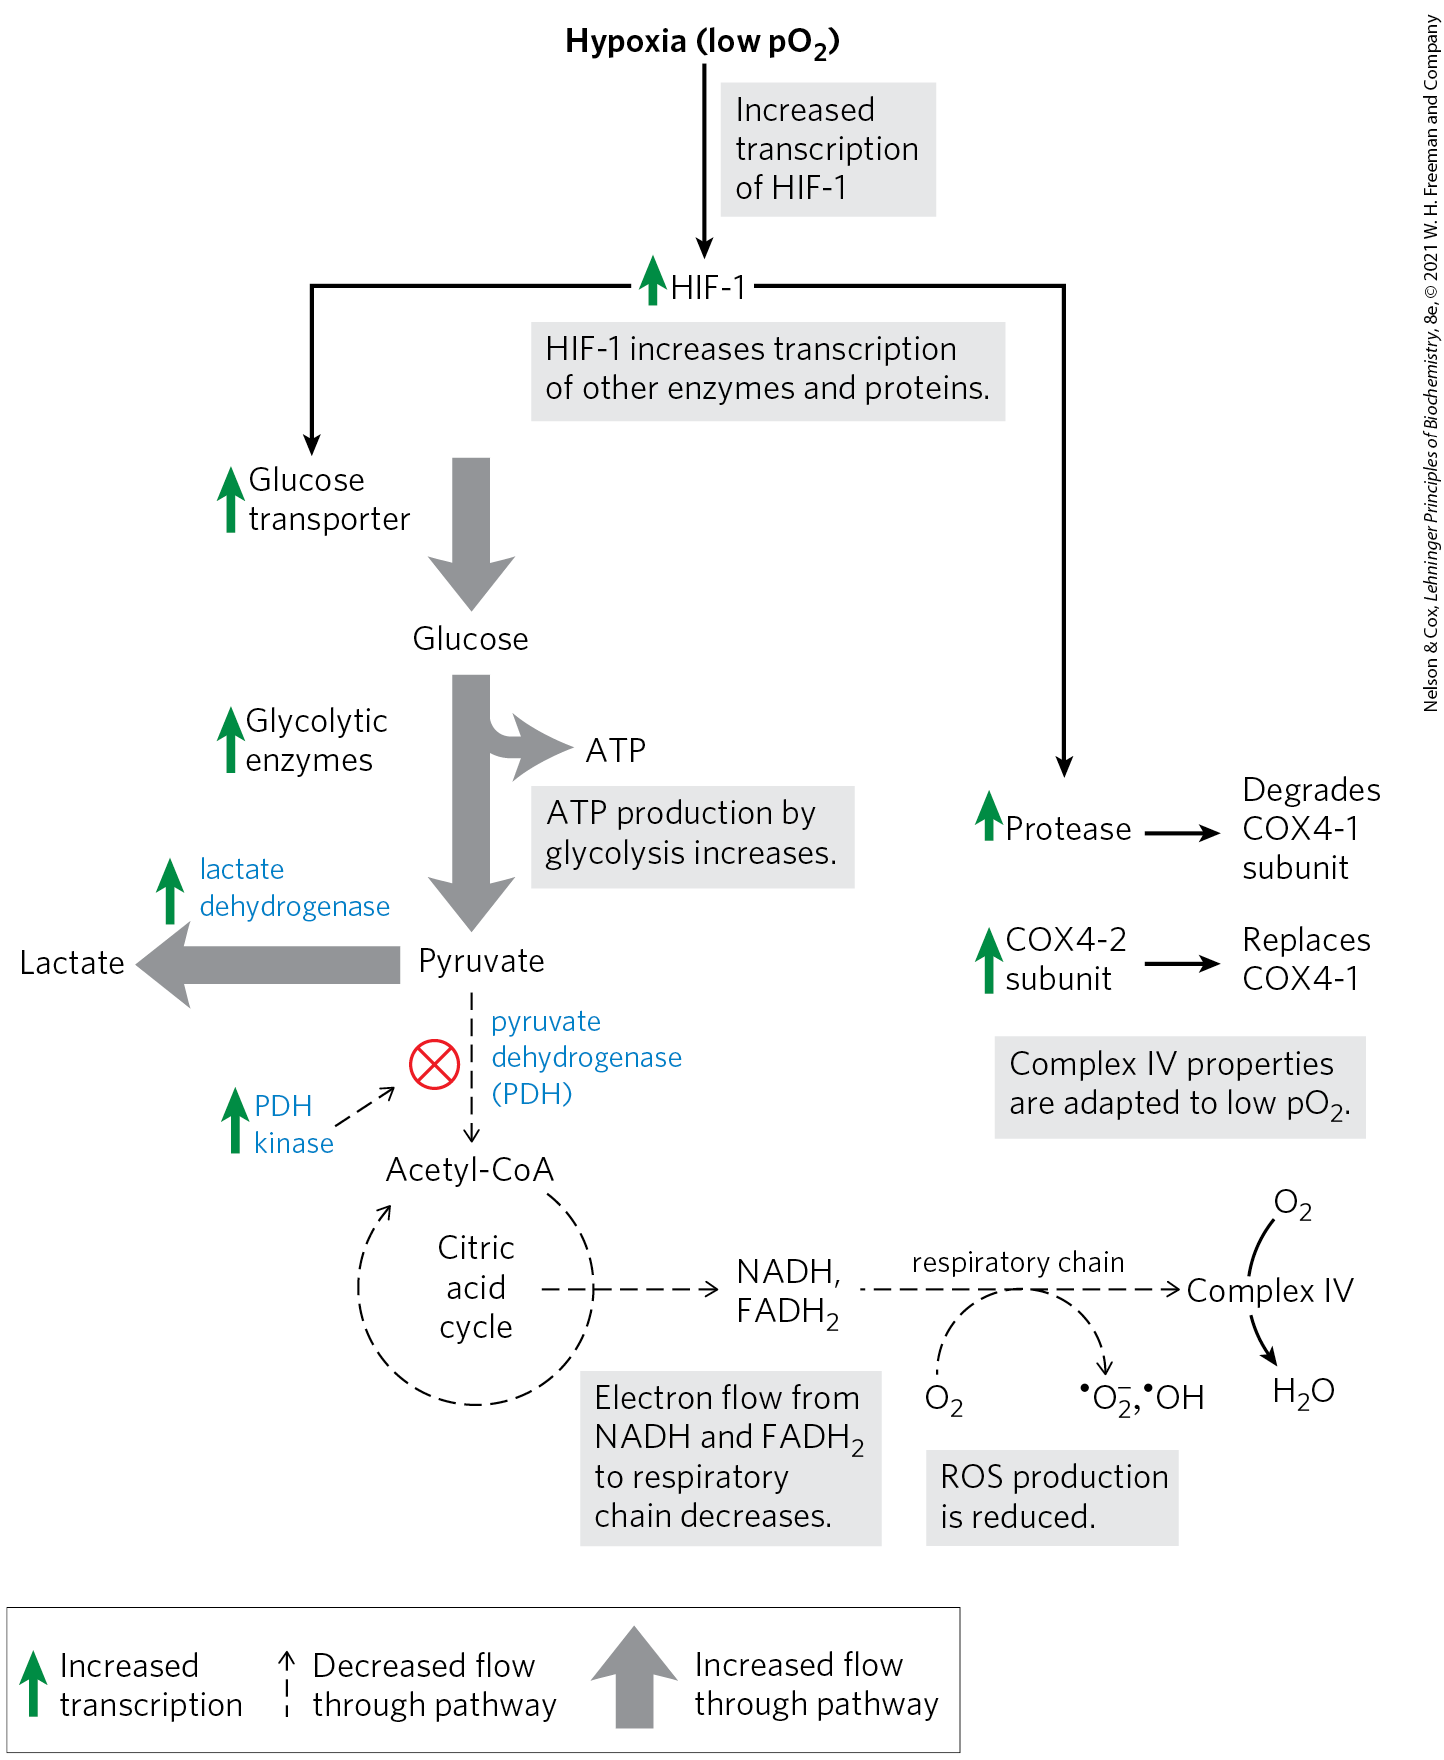 Hypoxia (low pO₂)
Increased
transcription
of HIF-1
HIF-1
HIF-1 increases transcription
of other enzymes and proteins.
Glucose
transporter
Glucose
Glycolytic
enzymes
ATP
ATP production by
glycolysis increases.
lactate
dehydrogenase
Lactate
Pyruvate
pyruvate
dehydrogenase
(PDH)
PDH
kinase
Acetyl-CoA
Citric
acid
cycle
NADH,
FADH₂
Electron flow from
NADH and FADH₂
to respiratory
chain decreases.
respiratory chain
O₂
•O₂⁻, •OH
ROS production
is reduced.
Protease
Degrades
COX4-1
subunit
COX4-2
subunit
Replaces
COX4-1
Complex IV properties
are adapted to low pO₂.
O₂
Complex IV
H₂O
Increased
transcription
Decreased flow
through pathway
Increased flow
through pathway
Nelson & Cox, Lehninger Principles of Biochemistry, 8e, © 2021 W. H. Freeman and Company